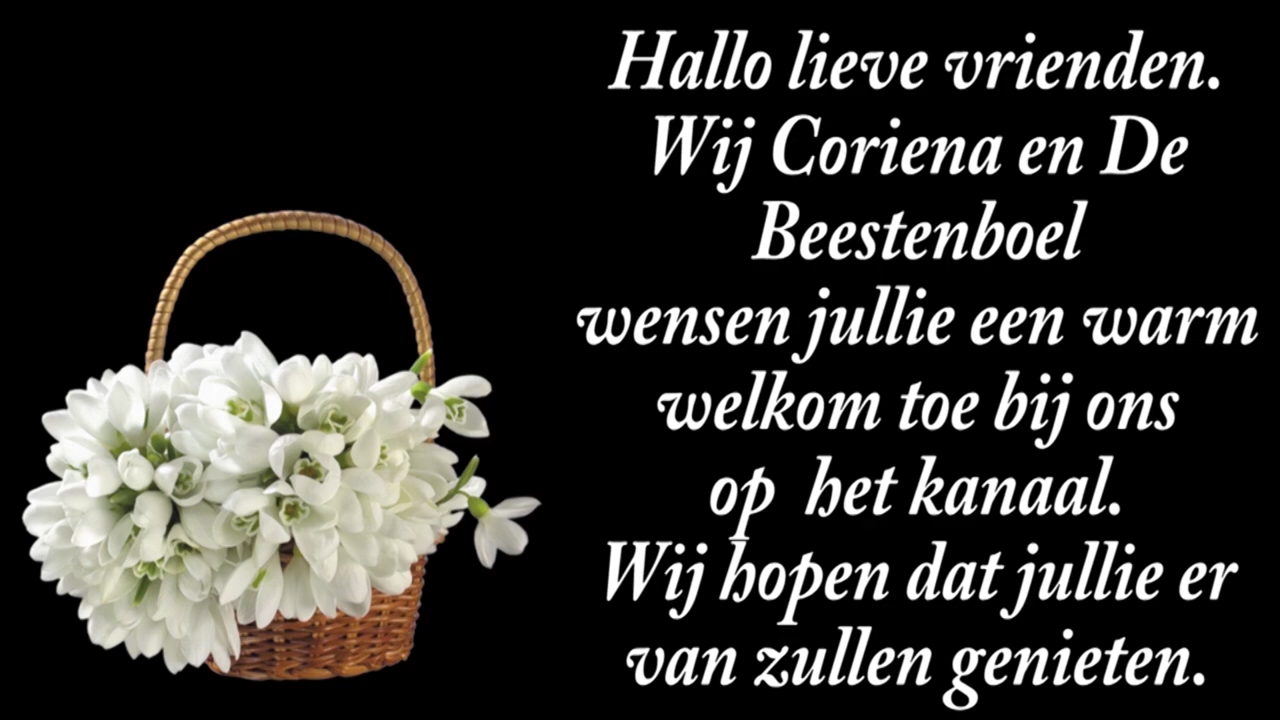 Hallo lieve vrienden.
Wij Coriena en De
Beestenboel
wensen jullie een warm
welkom toe bij ons
op  het kanaal.
Wij hopen dat jullie er
van zullen genieten.